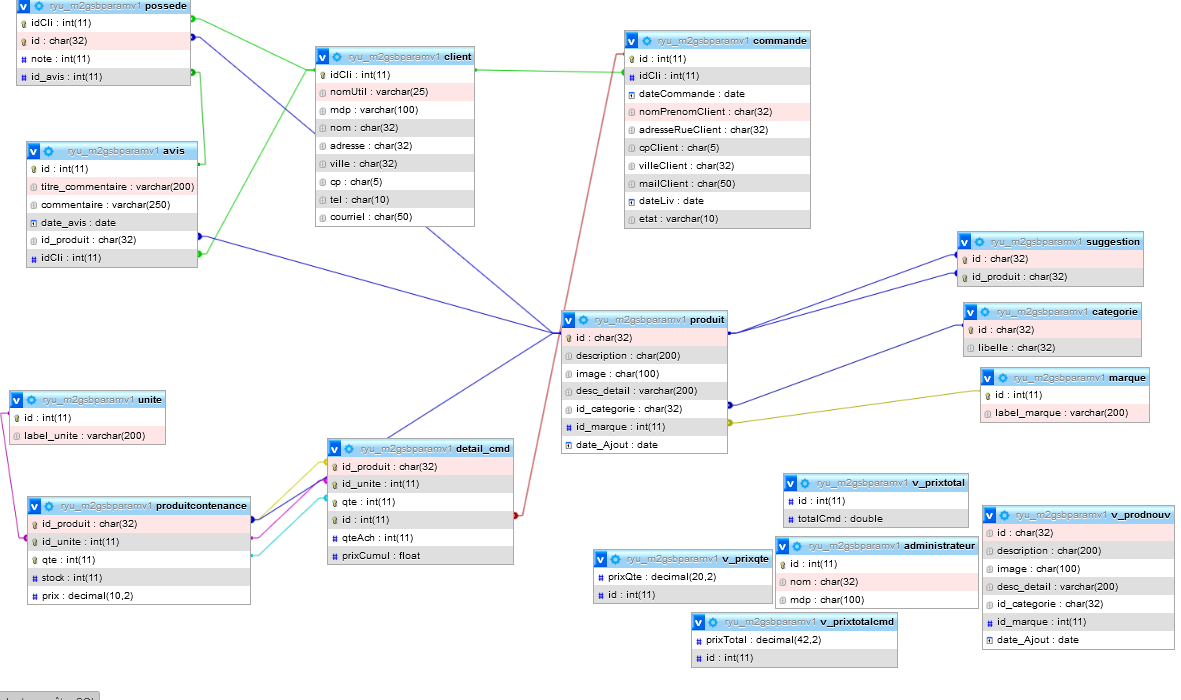 v ryu_m2gsbparamv1 possede
idCli : int(11)
id : char(32)
# note : int(11)
# id_avis : int(11)
v ryu_m2gsbparamv1 client
idCli : int(11)
nomUtil : varchar(25)
mdp : varchar(100)
nom : char(32)
adresse : char(32)
ville : char(32)
cp : char(5)
tel : char(10)
courriel : char(50)
v ryu_m2gsbparamv1 commande
id : int(11)
# idCli : int(11)
dateCommande : date
nomPrenomClient : char(32)
adresseRueClient : char(32)
cpClient : char(5)
villeClient : char(32)
mailClient : char(50)
dateLiv : date
etat : varchar(10)
v ryu_m2gsbparamv1 avis
id : int(11)
titre_commentaire : varchar(200)
commentaire : varchar(250)
date_avis : date
id_produit : char(32)
# idCli : int(11)
v ryu_m2gsbparamv1 suggestion
id : char(32)
id_produit : char(32)
v ryu_m2gsbparamv1 categorie
id : char(32)
libelle : char(32)
v ryu_m2gsbparamv1 produit
id : char(32)
description : char(200)
image : char(100)
desc_detail : varchar(200)
id_categorie : char(32)
# id_marque : int(11)
date_Ajout : date
v ryu_m2gsbparamv1 marque
id : int(11)
label_marque : varchar(200)
v ryu_m2gsbparamv1 unite
id : int(11)
label_unite : varchar(200)
v ryu_m2gsbparamv1 detail_cmd
id_produit : char(32)
id_unite : int(11)
qte : int(11)
id : int(11)
# qteAch : int(11)
# prixCumul : float
v ryu_m2gsbparamv1 produitcontenance
id_produit : char(32)
id_unite : int(11)
qte : int(11)
# stock : int(11)
# prix : decimal(10,2)
v ryu_m2gsbparamv1 v_prixtotal
# id : int(11)
# totalCmd : double
v ryu_m2gsbparamv1 v_prodnouv
id : char(32)
description : char(200)
image : char(100)
desc_detail : varchar(200)
id_categorie : char(32)
# id_marque : int(11)
date_Ajout : date
v ryu_m2gsbparamv1 administrateur
id : int(11)
nom : char(32)
mdp : char(100)
v ryu_m2gsbparamv1 v_prixqte
# prixQte : decimal(20,2)
# id : int(11)
v ryu_m2gsbparamv1 v_prixtotalcmd
# prixTotal : decimal(42,2)
# id : int(11)